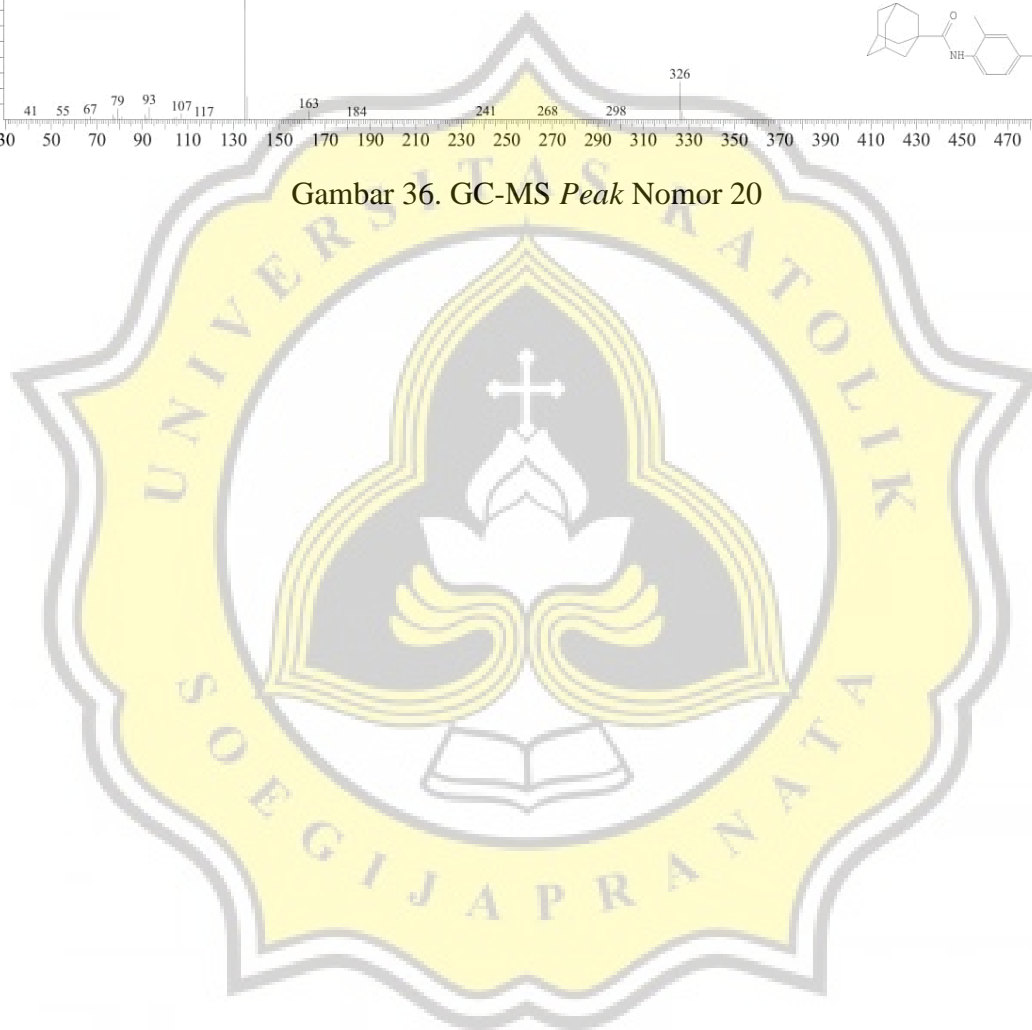 O
NH
326
41 55 67 79 93 107 117 163 184 241 268 298
30 50 70 90 110 130 150 170 190 210 230 250 270 290 310 330 350 370 390 410 430 450 470
Gambar 36. GC-MS Peak Nomor 20
UNIVERSITAS KATOLIK
SOEGIJAPRANATA